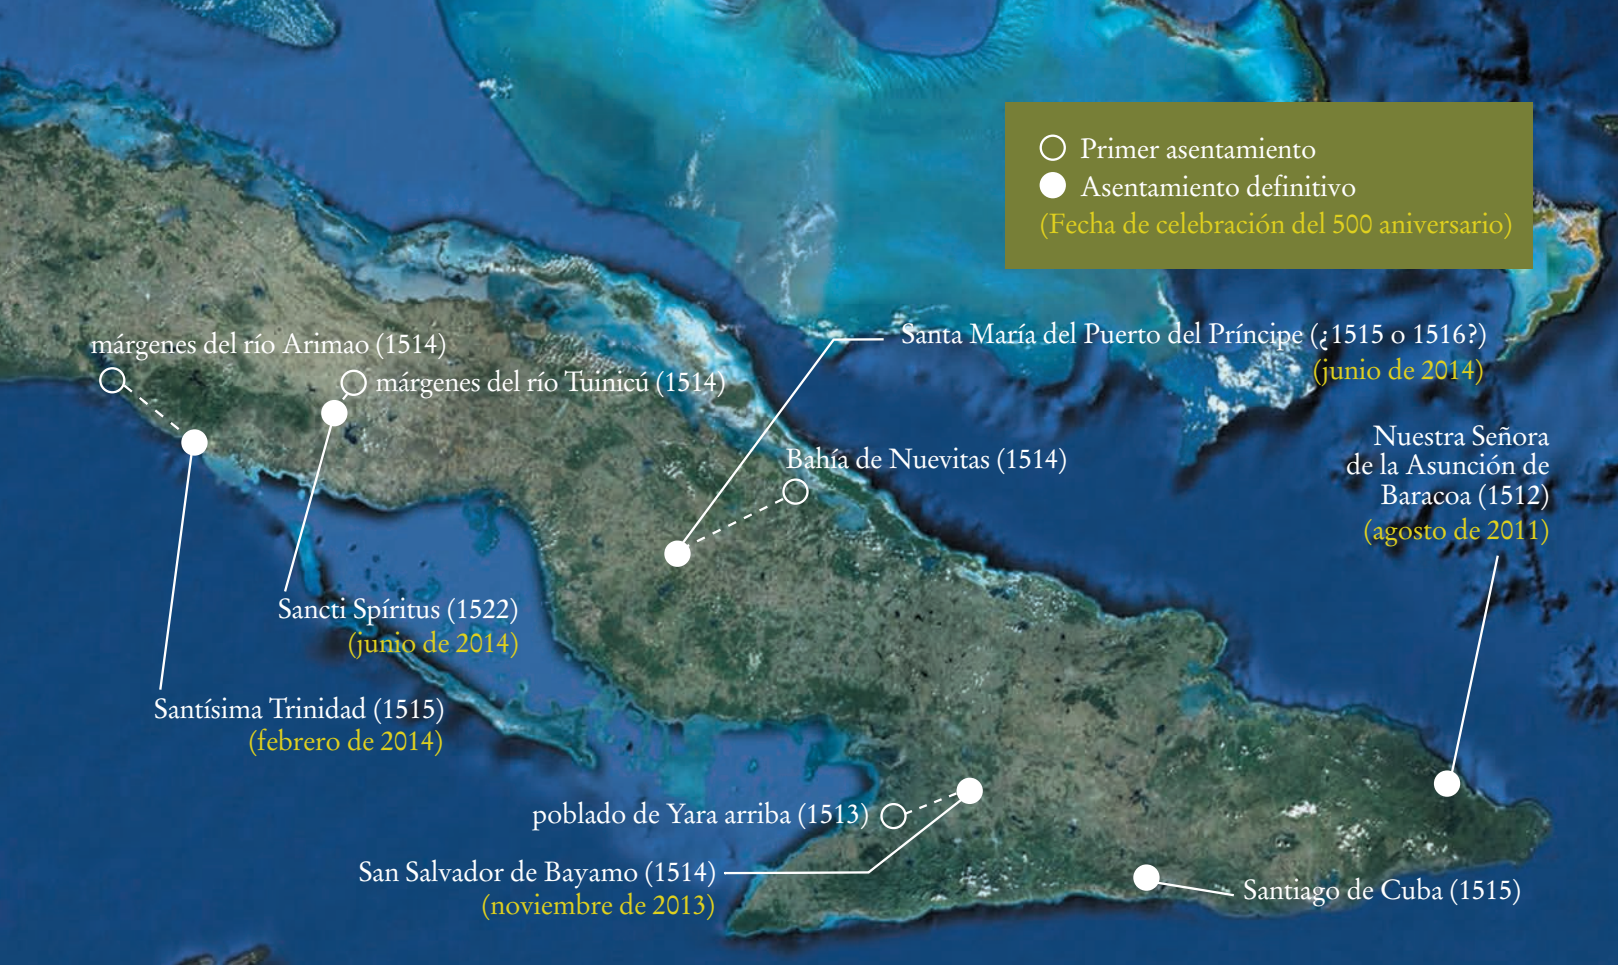 Primer asentamiento
Asentamiento definitivo
(Fecha de celebración del 500 aniversario)
márgenes del río Arimao (1514)
márgenes del río Tuinicú (1514)
Santa María del Puerto del Príncipe (¿1515 o 1516?)
(junio de 2014)
Bahía de Nuevitas (1514)
Nuestra Señora
de la Asunción de
Baracoa (1512)
(agosto de 2011)
Sancti Spíritus (1522)
(junio de 2014)
Santísima Trinidad (1515)
(febrero de 2014)
poblado de Yara arriba (1513)
San Salvador de Bayamo (1514)
(noviembre de 2013)
Santiago de Cuba (1515)